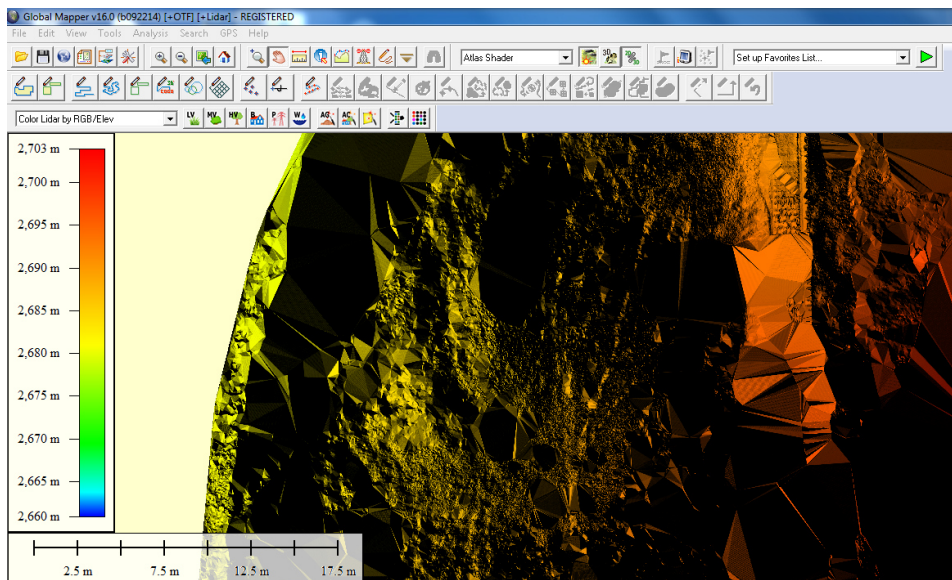 Global Mapper v16.0 (b092214) [+OTF] [+Lidar] - REGISTERED
File Edit View Tools Analysis Search GPS Help
Atlas Shader
Set up Favorites List...
Color Lidar by RGB/Elev
2,703 m
2,700 m
2,695 m
2,690 m
2,685 m
2,680 m
2,675 m
2,670 m
2,665 m
2,660 m
2.5 m 7.5 m 12.5 m 17.5 m